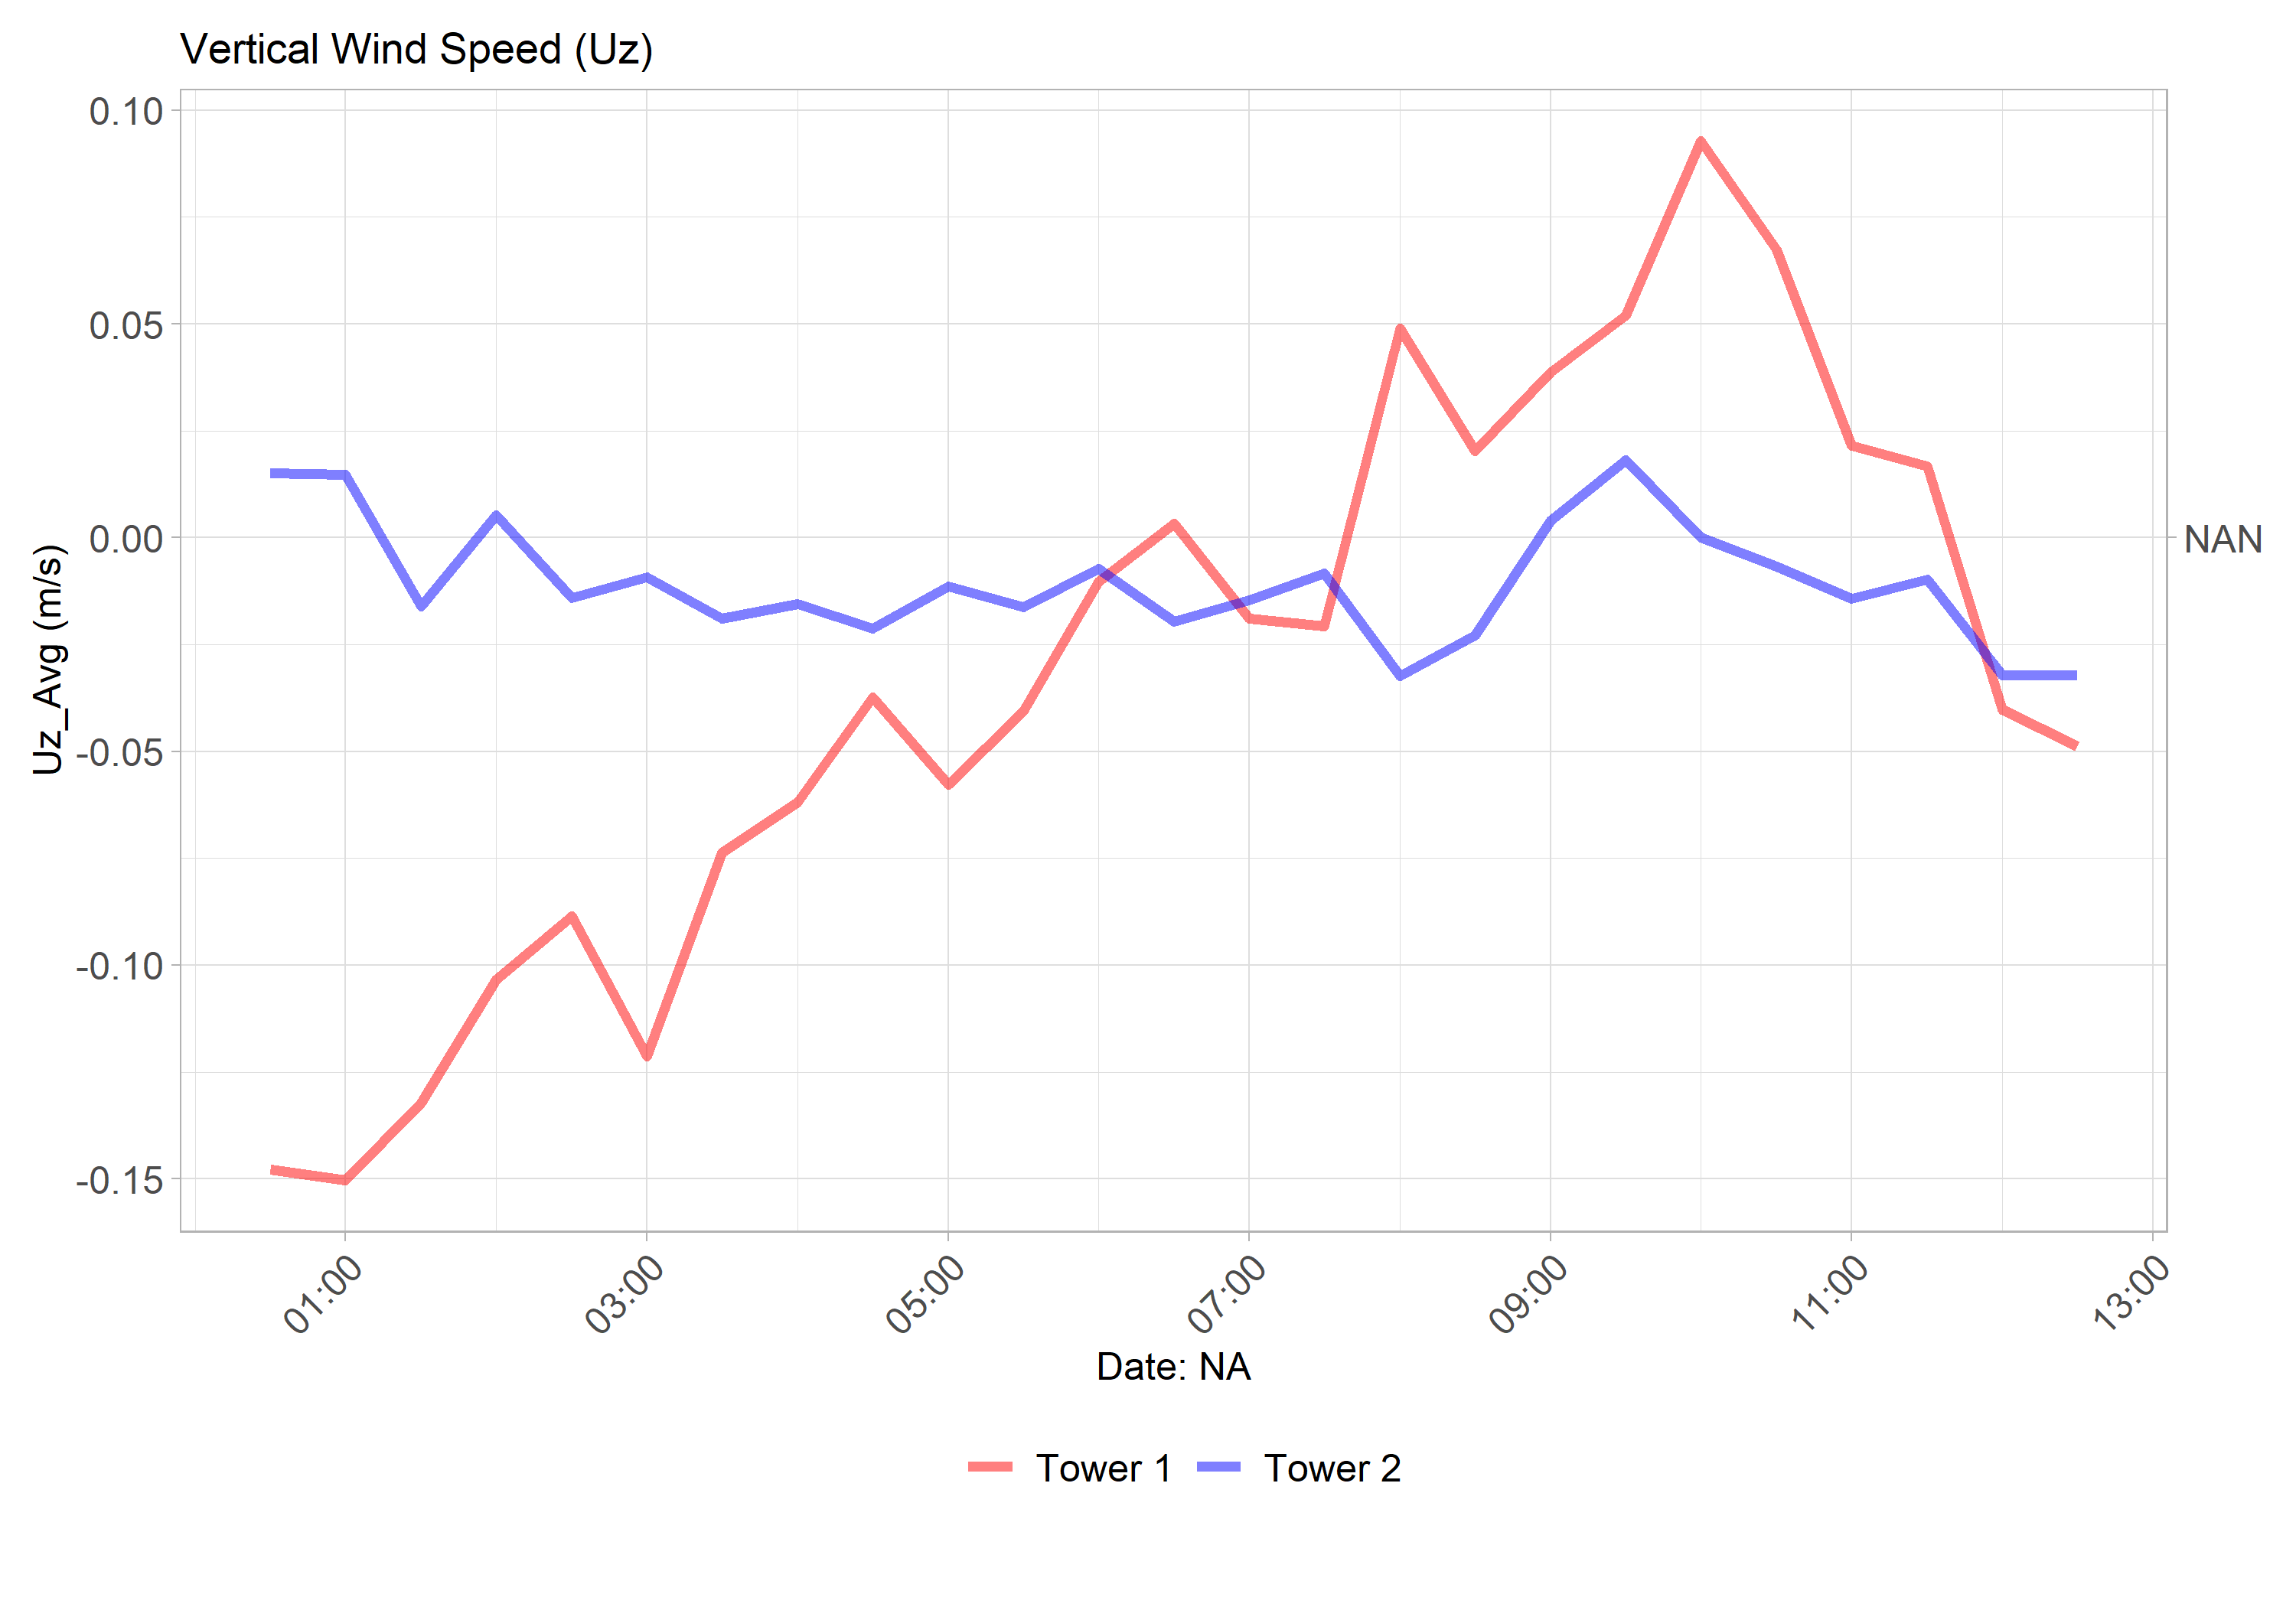 Vertical Wind Speed (Uz)
Uz_Avg (m/s)
0.10
0.05
0.00
-0.05
-0.10
-0.15
NAN
01:00
03:00
05:00
07:00
09:00
11:00
13:00
Date: NA
Tower 1
Tower 2